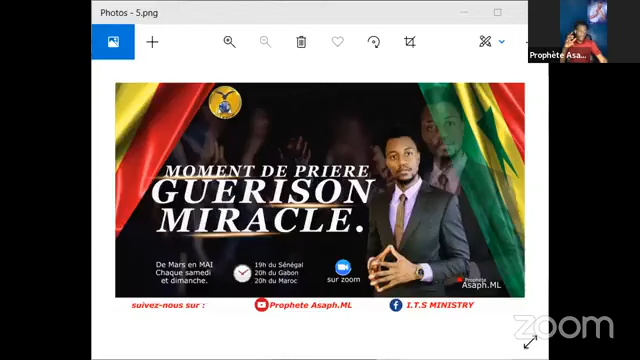 Photos - 5.png
Prophète Asa...
MOMENT DE PRIERE
GUERISON
MIRACLE.
De Mars en MAI
Chaque samedi
et dimanche.
19h du Sénégal
20h du Gabon
20h du Maroc
sur zoom
Prophète
Asaph.ML
suivez-nous sur :
Prophete Asaph.ML
I.T.S MINISTRY
zoom